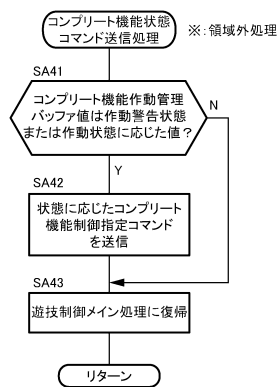 コンプリート機能状態
コマンド送信処理
※:領域外処理
SA41
コンプリート機能作動管理
バッファ値は作動警告状態
または作動状態に応じた値?
N
Y
SA42
状態に応じたコンプリート
機能制御指定コマンド
を送信
SA43
遊技制御メイン処理に復帰
リターン